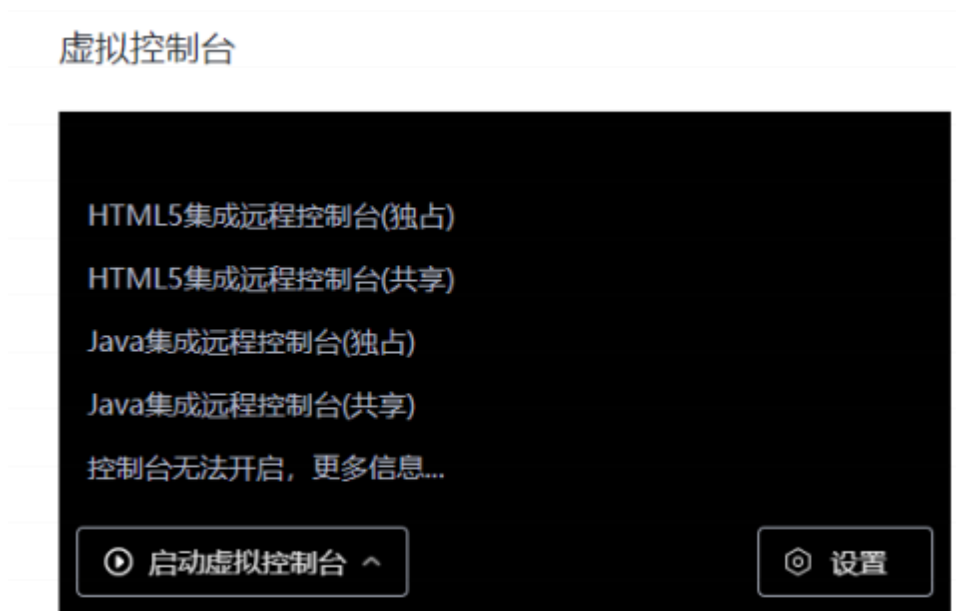 虚拟控制台
HTML5集成远程控制台(独占)
HTML5集成远程控制台(共享)
Java集成远程控制台(独占)
Java集成远程控制台(共享)
控制台无法开启，更多信息...
启动虚拟控制台 设置